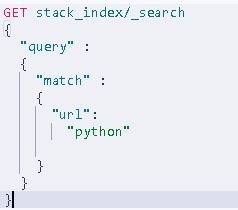 GET stack_index/_search
{
"query" :
{
"match" :
{
"url":
"python"
}
}
}